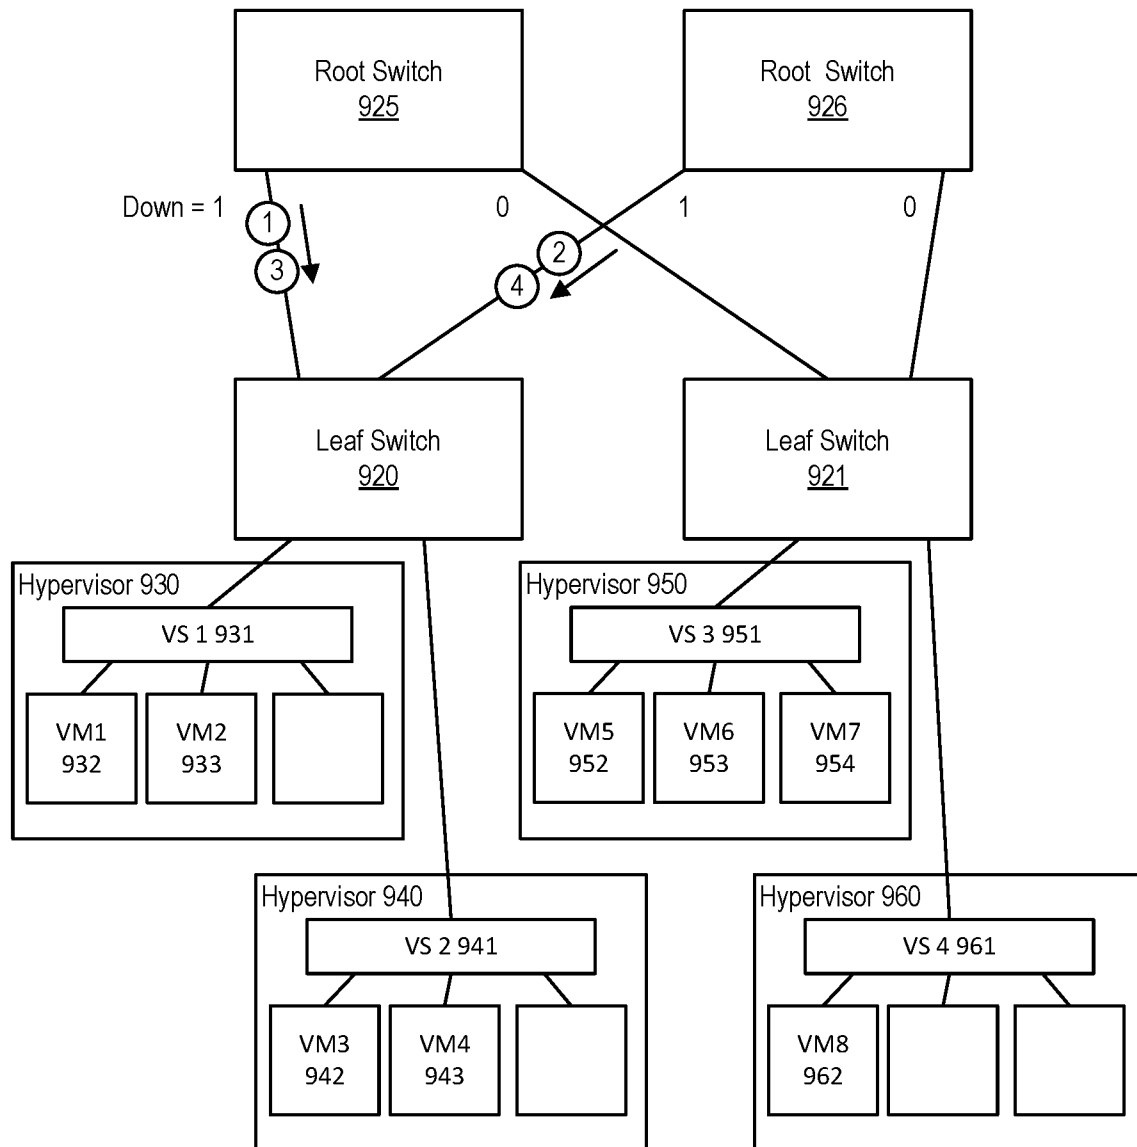 Root Switch
925
Root Switch
926
Down = 1
0
1
0
1
3
2
4
Leaf Switch
920
Leaf Switch
921
Hypervisor 930
VS 1 931
VM1
932
VM2
933
Hypervisor 950
VS 3 951
VM5
952
VM6
953
VM7
954
Hypervisor 940
VS 2 941
VM3
942
VM4
943
Hypervisor 960
VS 4 961
VM8
962